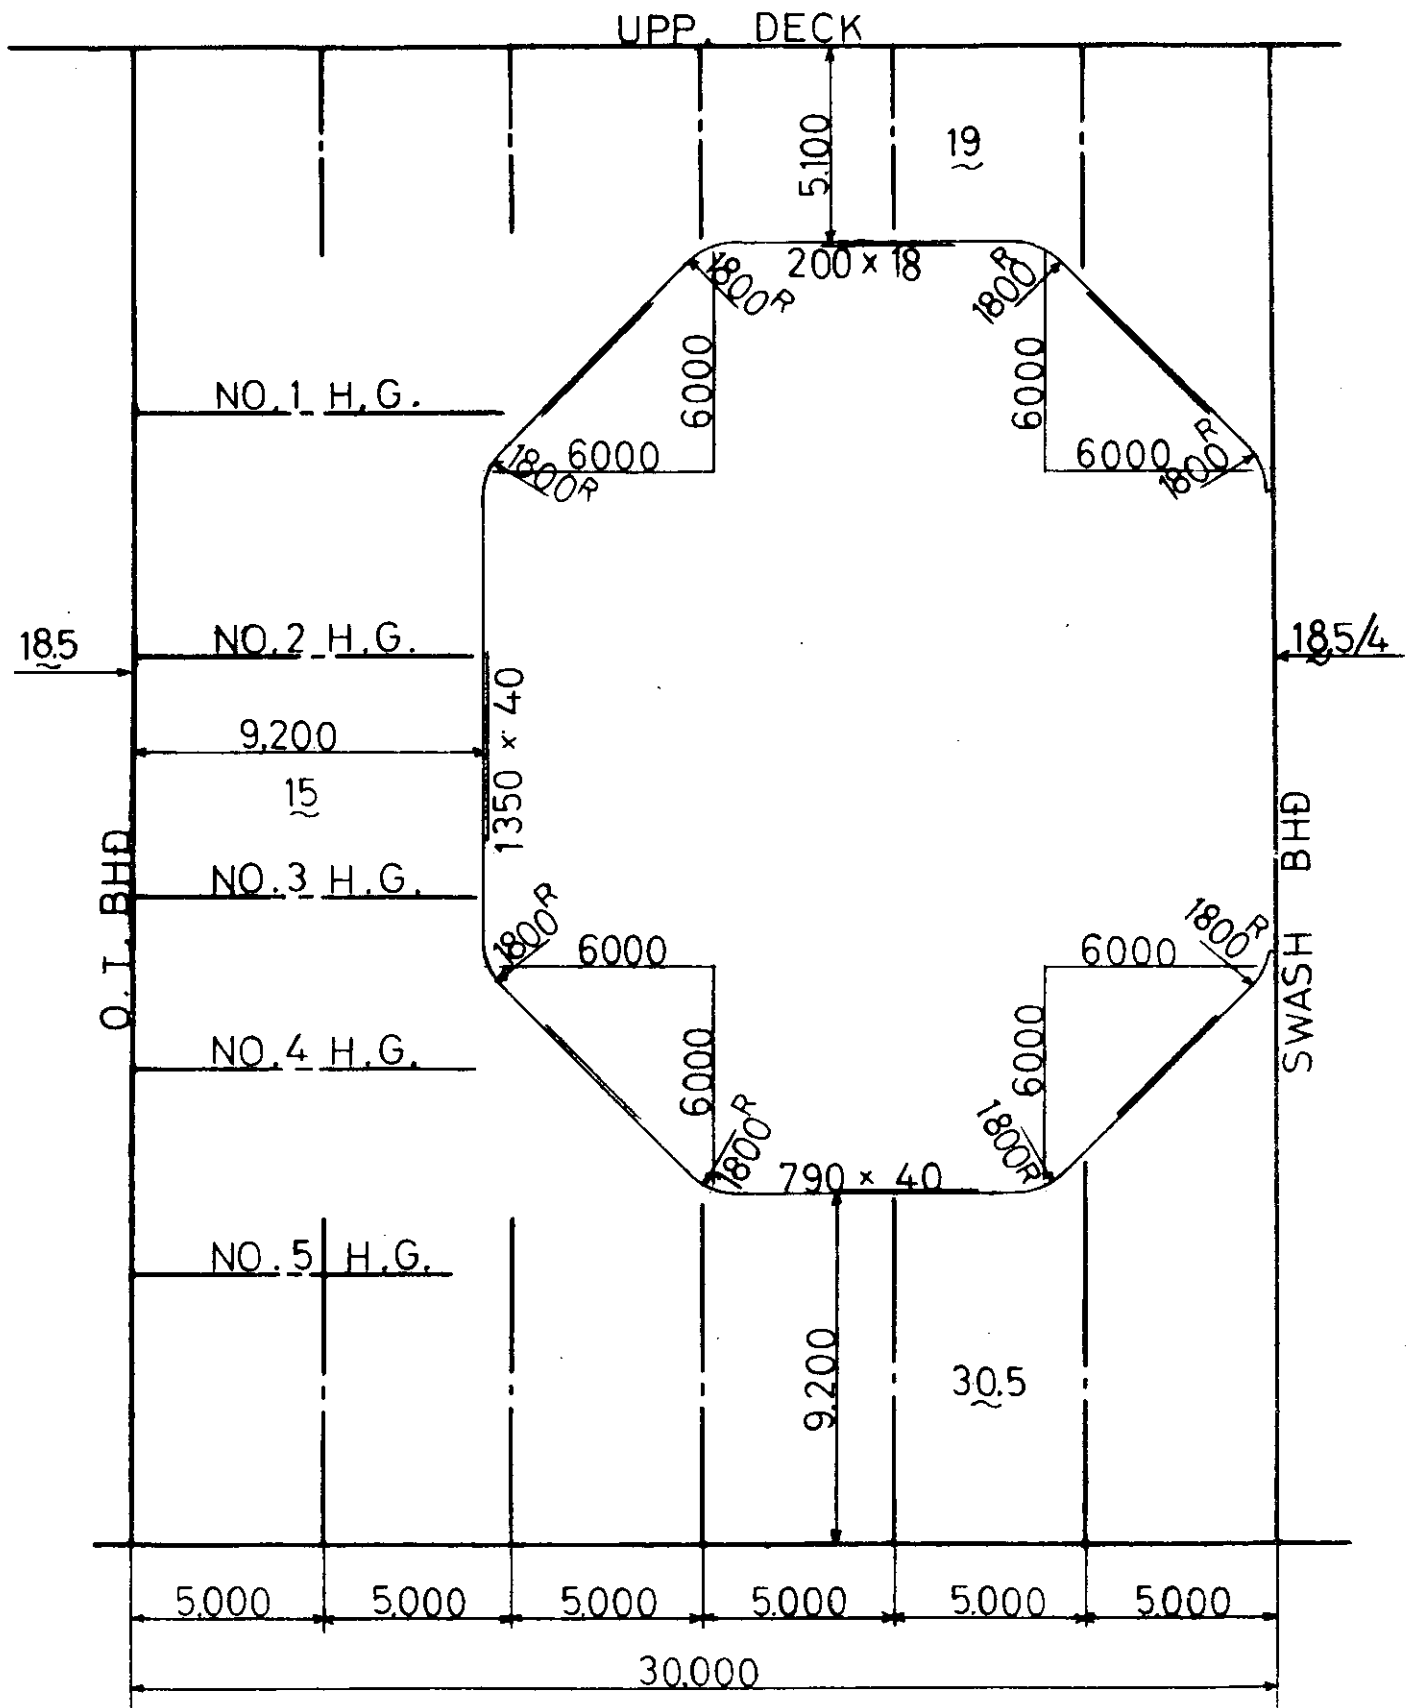 UPP. DECK
5.100
19
200 × 18
1800R
1800R
6000
6000
NO.1 H.G.
1800R
6000
6000
1800R
18.5
NO.2 H.G.
18.5/4
1350 × 40
9.200
15
O.T. BHD
SWASH BHD
NO.3 H.G.
1800R
6000
6000
1800R
NO.4 H.G.
6000
6000
1800R
1800R
790 × 40
NO.5 H.G.
9.200
30.5
5.000 5.000 5.000 5.000 5.000 5.000
30.000